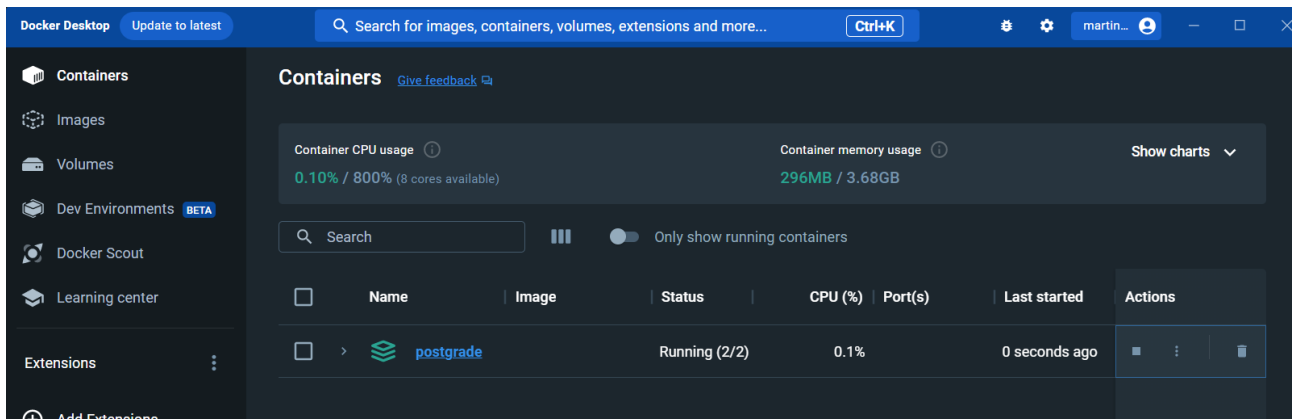 Docker Desktop Update to latest Search for images, containers, volumes, extensions and more... Ctrl+K martin...
Containers
Images
Volumes
Dev Environments BETA
Docker Scout
Learning center
Extensions
Add Extensions
Containers Give feedback
Container CPU usage
0.10% / 800% (8 cores available)
Container memory usage
296MB / 3.68GB
Show charts
Search Only show running containers
Name Image Status CPU (%) Port(s) Last started Actions
postgrade Running (2/2) 0.1% 0 seconds ago